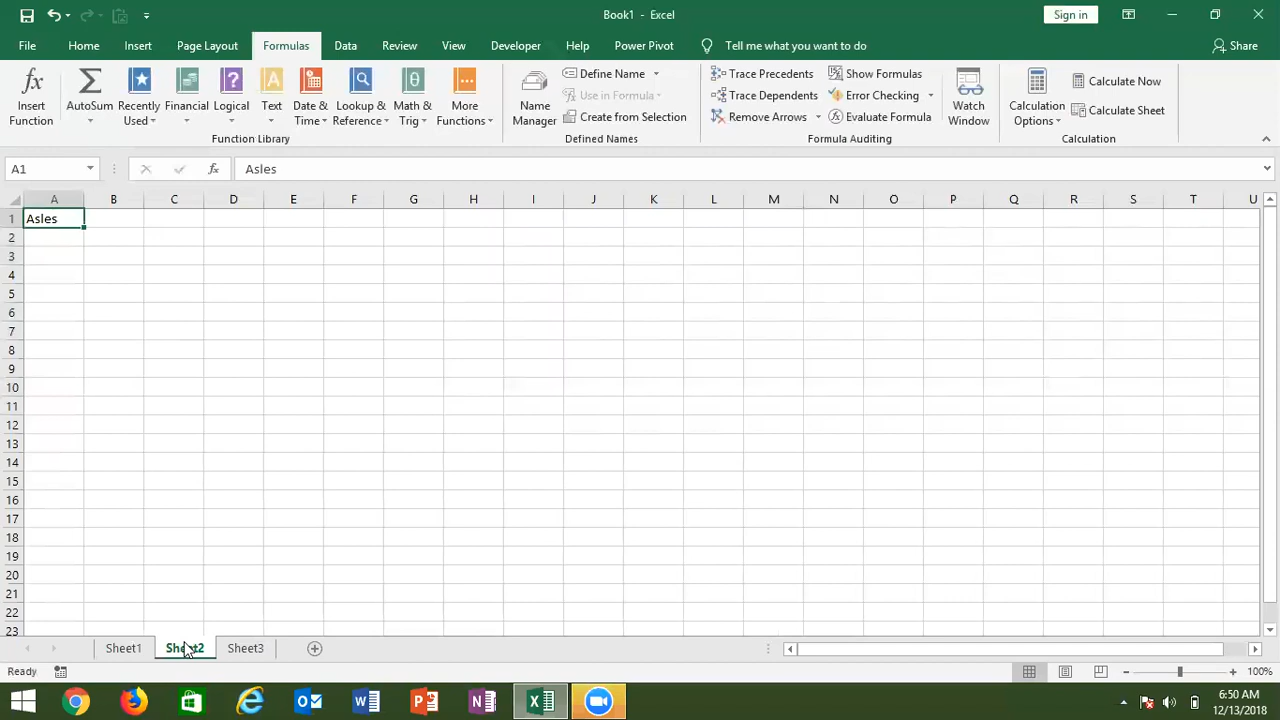 Book1 - Excel
Sign in
File Home Insert Page Layout Formulas Data Review View Developer Help Power Pivot Tell me what you want to do Share
Insert Function
AutoSum
Recently Used
Financial
Logical
Text
Date & Time
Lookup & Reference
Math & Trig
More Functions
Function Library
Name Manager
Define Name
Use in Formula
Create from Selection
Defined Names
Trace Precedents
Trace Dependents
Remove Arrows
Show Formulas
Error Checking
Evaluate Formula
Formula Auditing
Watch Window
Calculation Options
Calculate Now
Calculate Sheet
Calculation
A1 fx Asles
A B C D E F G H I J K L M N O P Q R S T U
1 Asles
2
3
4
5
6
7
8
9
10
11
12
13
14
15
16
17
18
19
20
21
22
23
Sheet1 Sheet2 Sheet3
Ready 100%
6:50 AM
12/13/2018